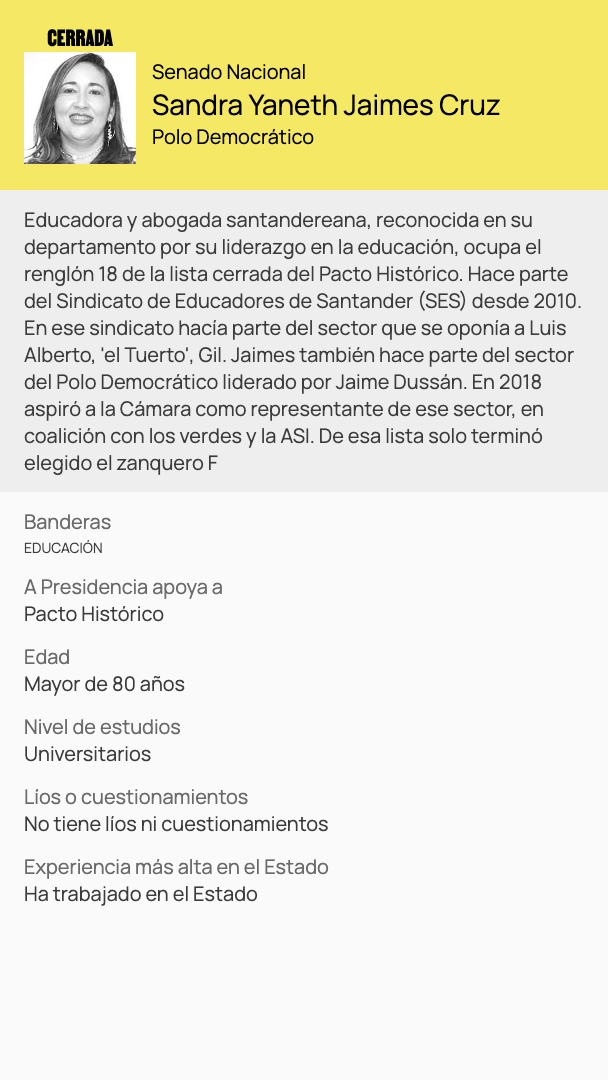 CERRADA
Senado Nacional
Sandra Yaneth Jaimes Cruz
Polo Democrático
Educadora y abogada santandereana, reconocida en su
departamento por su liderazgo en la educación, ocupa el
renglón 18 de la lista cerrada del Pacto Histórico. Hace parte
del Sindicato de Educadores de Santander (SES) desde 2010.
En ese sindicato hacía parte del sector que se oponía a Luis
Alberto, 'el Tuerto', Gil. Jaimes también hace parte del sector
del Polo Democrático liderado por Jaime Dussán. En 2018
aspiró a la Cámara como representante de ese sector, en
coalición con los verdes y la ASI. De esa lista solo terminó
elegido el zanquero F
Banderas
EDUCACIÓN
A Presidencia apoya a
Pacto Histórico
Edad
Mayor de 80 años
Nivel de estudios
Universitarios
Líos o cuestionamientos
No tiene líos ni cuestionamientos
Experiencia más alta en el Estado
Ha trabajado en el Estado